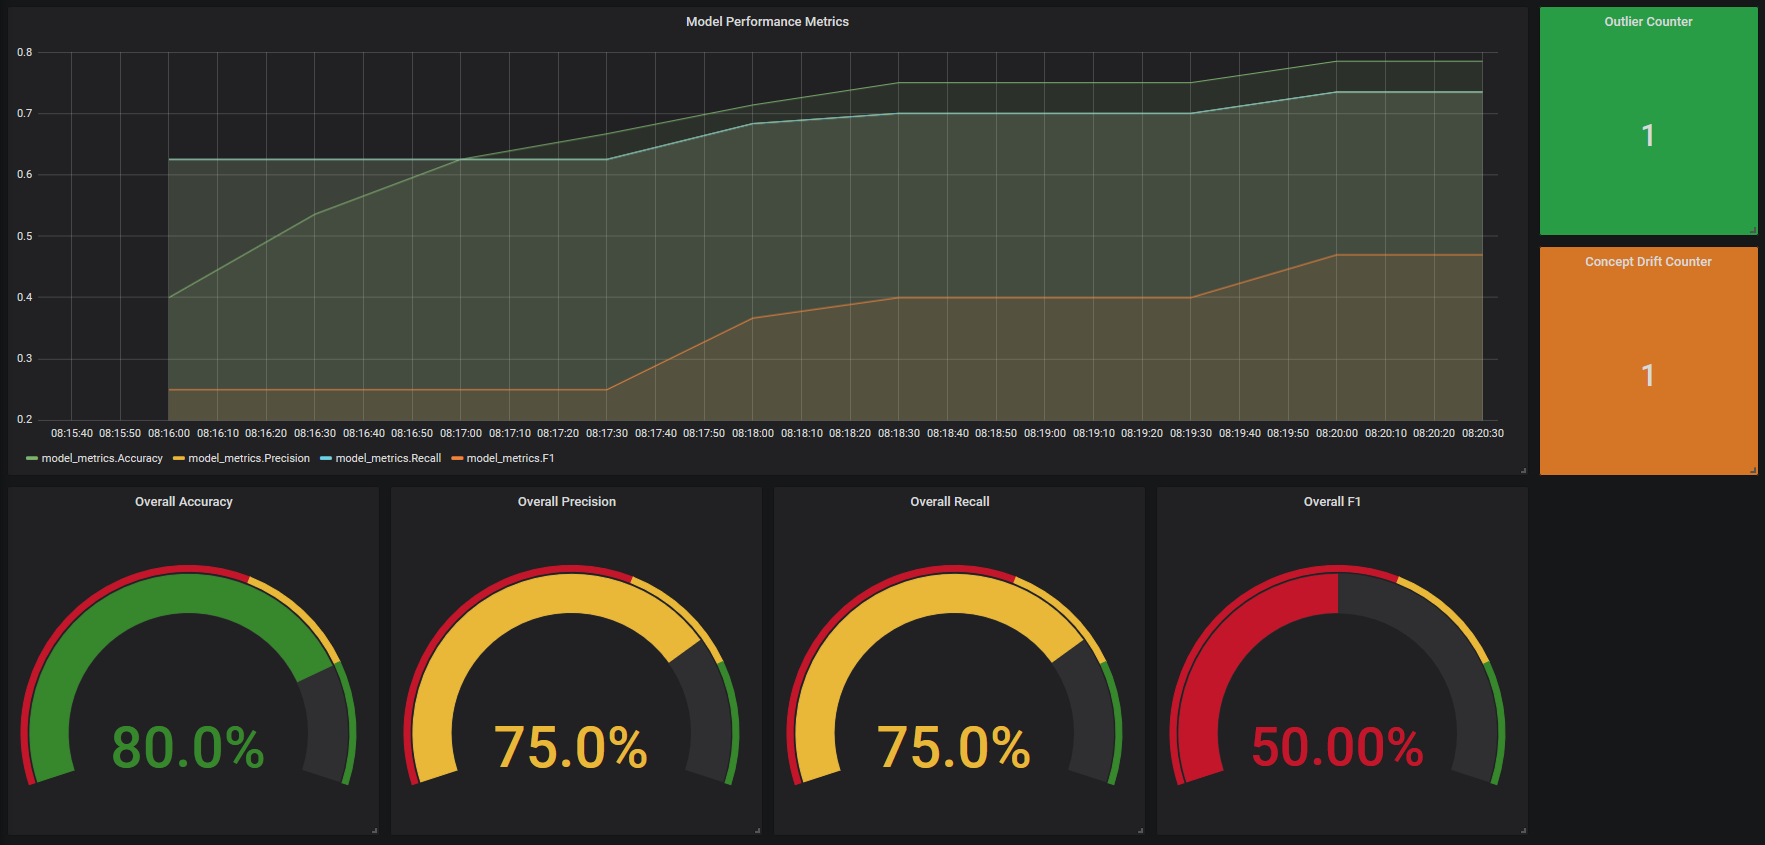 Model Performance Metrics
0.8
0.7
0.6
0.5
0.4
0.3
0.2
08:15:40 08:15:50 08:16:00 08:16:10 08:16:20 08:16:30 08:16:40 08:16:50 08:17:00 08:17:10 08:17:20 08:17:30 08:17:40 08:17:50 08:18:00 08:18:10 08:18:20 08:18:30 08:18:40 08:18:50 08:19:00 08:19:10 08:19:20 08:19:30 08:19:40 08:19:50 08:20:00 08:20:10 08:20:20 08:20:30
model_metrics.Accuracy model_metrics.Precision model_metrics.Recall model_metrics.F1
Outlier Counter
1
Concept Drift Counter
1
Overall Accuracy
80.0%
Overall Precision
75.0%
Overall Recall
75.0%
Overall F1
50.00%